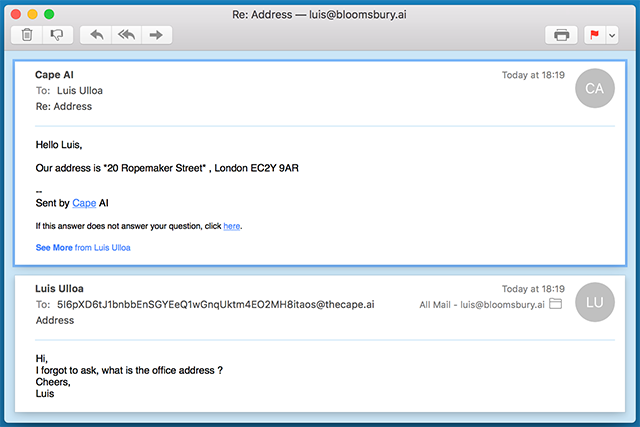 Re: Address — luis@bloomsbury.ai
Cape AI
Today at 18:19
CA
To: Luis Ulloa
Re: Address
Hello Luis,
Our address is *20 Ropemaker Street* , London EC2Y 9AR
--
Sent by Cape AI
If this answer does not answer your question, click here.
See More from Luis Ulloa
Luis Ulloa
Today at 18:19
LU
To: 5I6pXD6tJ1bnbbEnSGYEeQ1wGnqUktm4EO2MH8itaos@thecape.ai
All Mail - luis@bloomsbury.ai
Address
Hi,
I forgot to ask, what is the office address ?
Cheers,
Luis